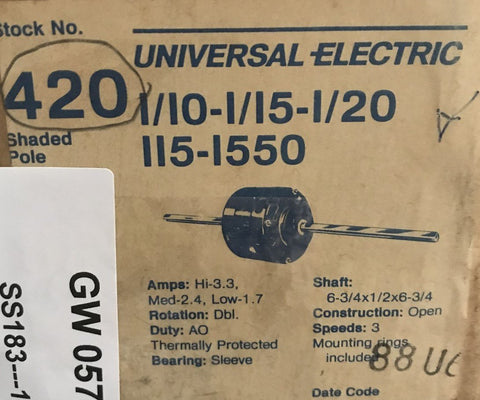 Stock No.
UNIVERSAL ELECTRIC
420
1/10-1/15-1/20
Shaded
Pole
115-1550
Amps: Hi-3.3,
Med-2.4, Low-1.7
Rotation: Dbl.
Duty: AO
Thermally Protected
Bearing: Sleeve
Shaft:
6-3/4x1/2x6-3/4
Construction: Open
Speeds: 3
Mounting rings
included
88 U
Date Code
GW 057
SS183--1